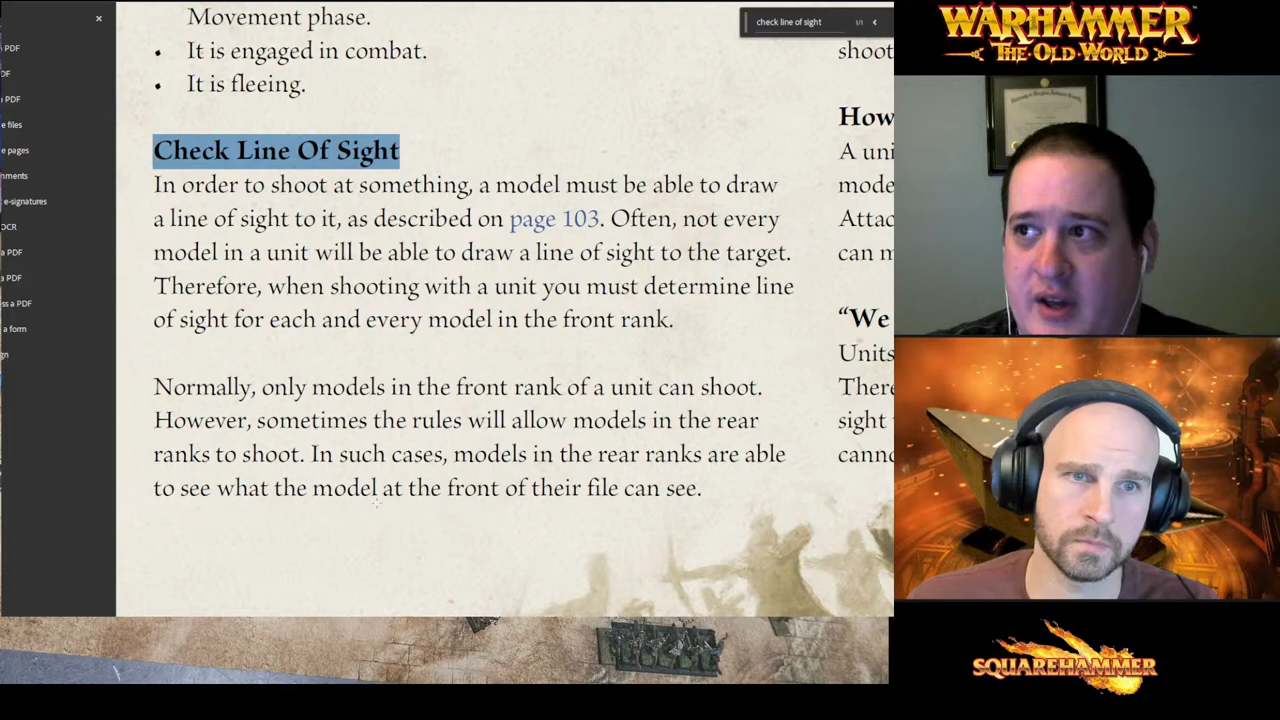 Movement phase.
• It is engaged in combat.
• It is fleeing.
Check Line Of Sight
In order to shoot at something, a model must be able to draw
a line of sight to it, as described on page 103. Often, not every
model in a unit will be able to draw a line of sight to the target.
Therefore, when shooting with a unit you must determine line
of sight for each and every model in the front rank.
Normally, only models in the front rank of a unit can shoot.
However, sometimes the rules will allow models in the rear
ranks to shoot. In such cases, models in the rear ranks are able
to see what the model at the front of their file can see.
×
PDF
DF
a PDF
e files
e pages
mments
e-signatures
OCR
a PDF
a PDF
ss a PDF
a form
gn
check line of sight
1/1
shoot
How
A uni
mode
Attac
can m
“We
Units
There
sight
canno
WARHAMMER
THE OLD WORLD
SQUAREHAMMER